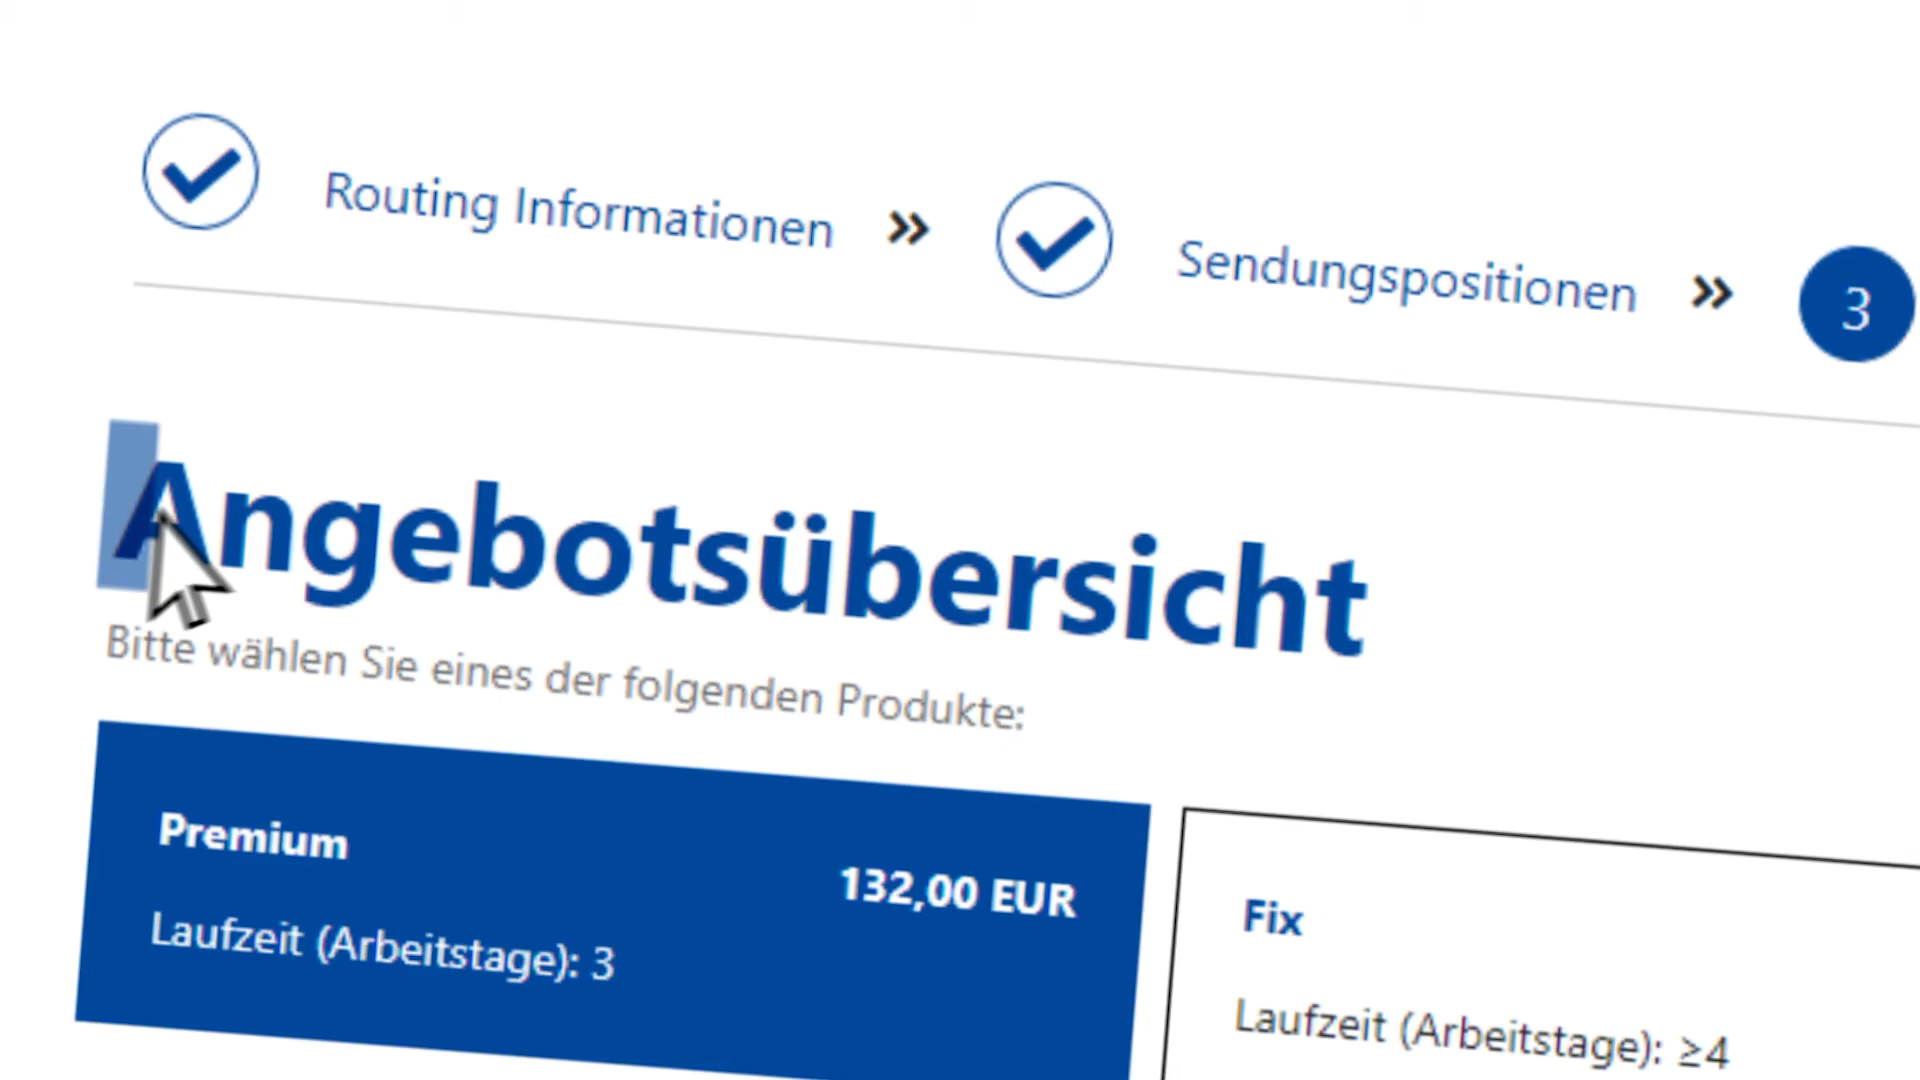 Routing Informationen » Sendungspositionen » 3
Angebotsübersicht
Bitte wählen Sie eines der folgenden Produkte:
Premium
132,00 EUR
Laufzeit (Arbeitstage): 3
Fix
Laufzeit (Arbeitstage): ≥4